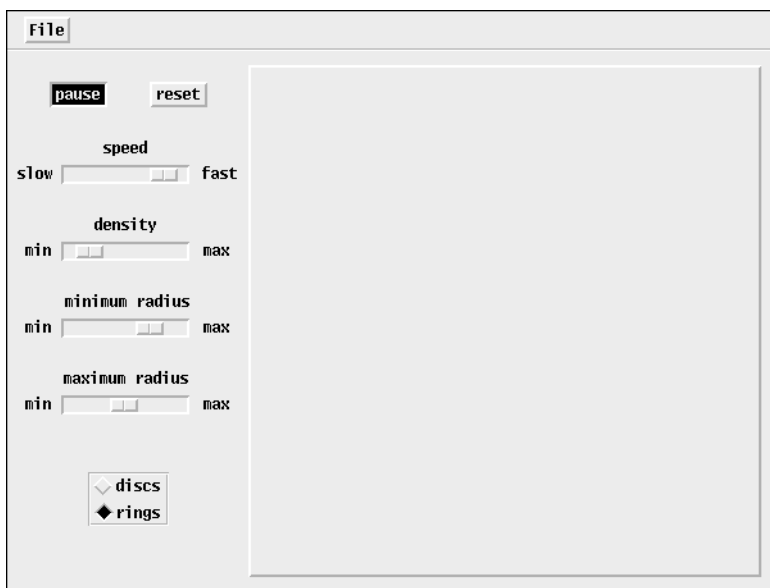 File
pause reset
speed
slow fast
density
min max
minimum radius
min max
maximum radius
min max
discs
rings